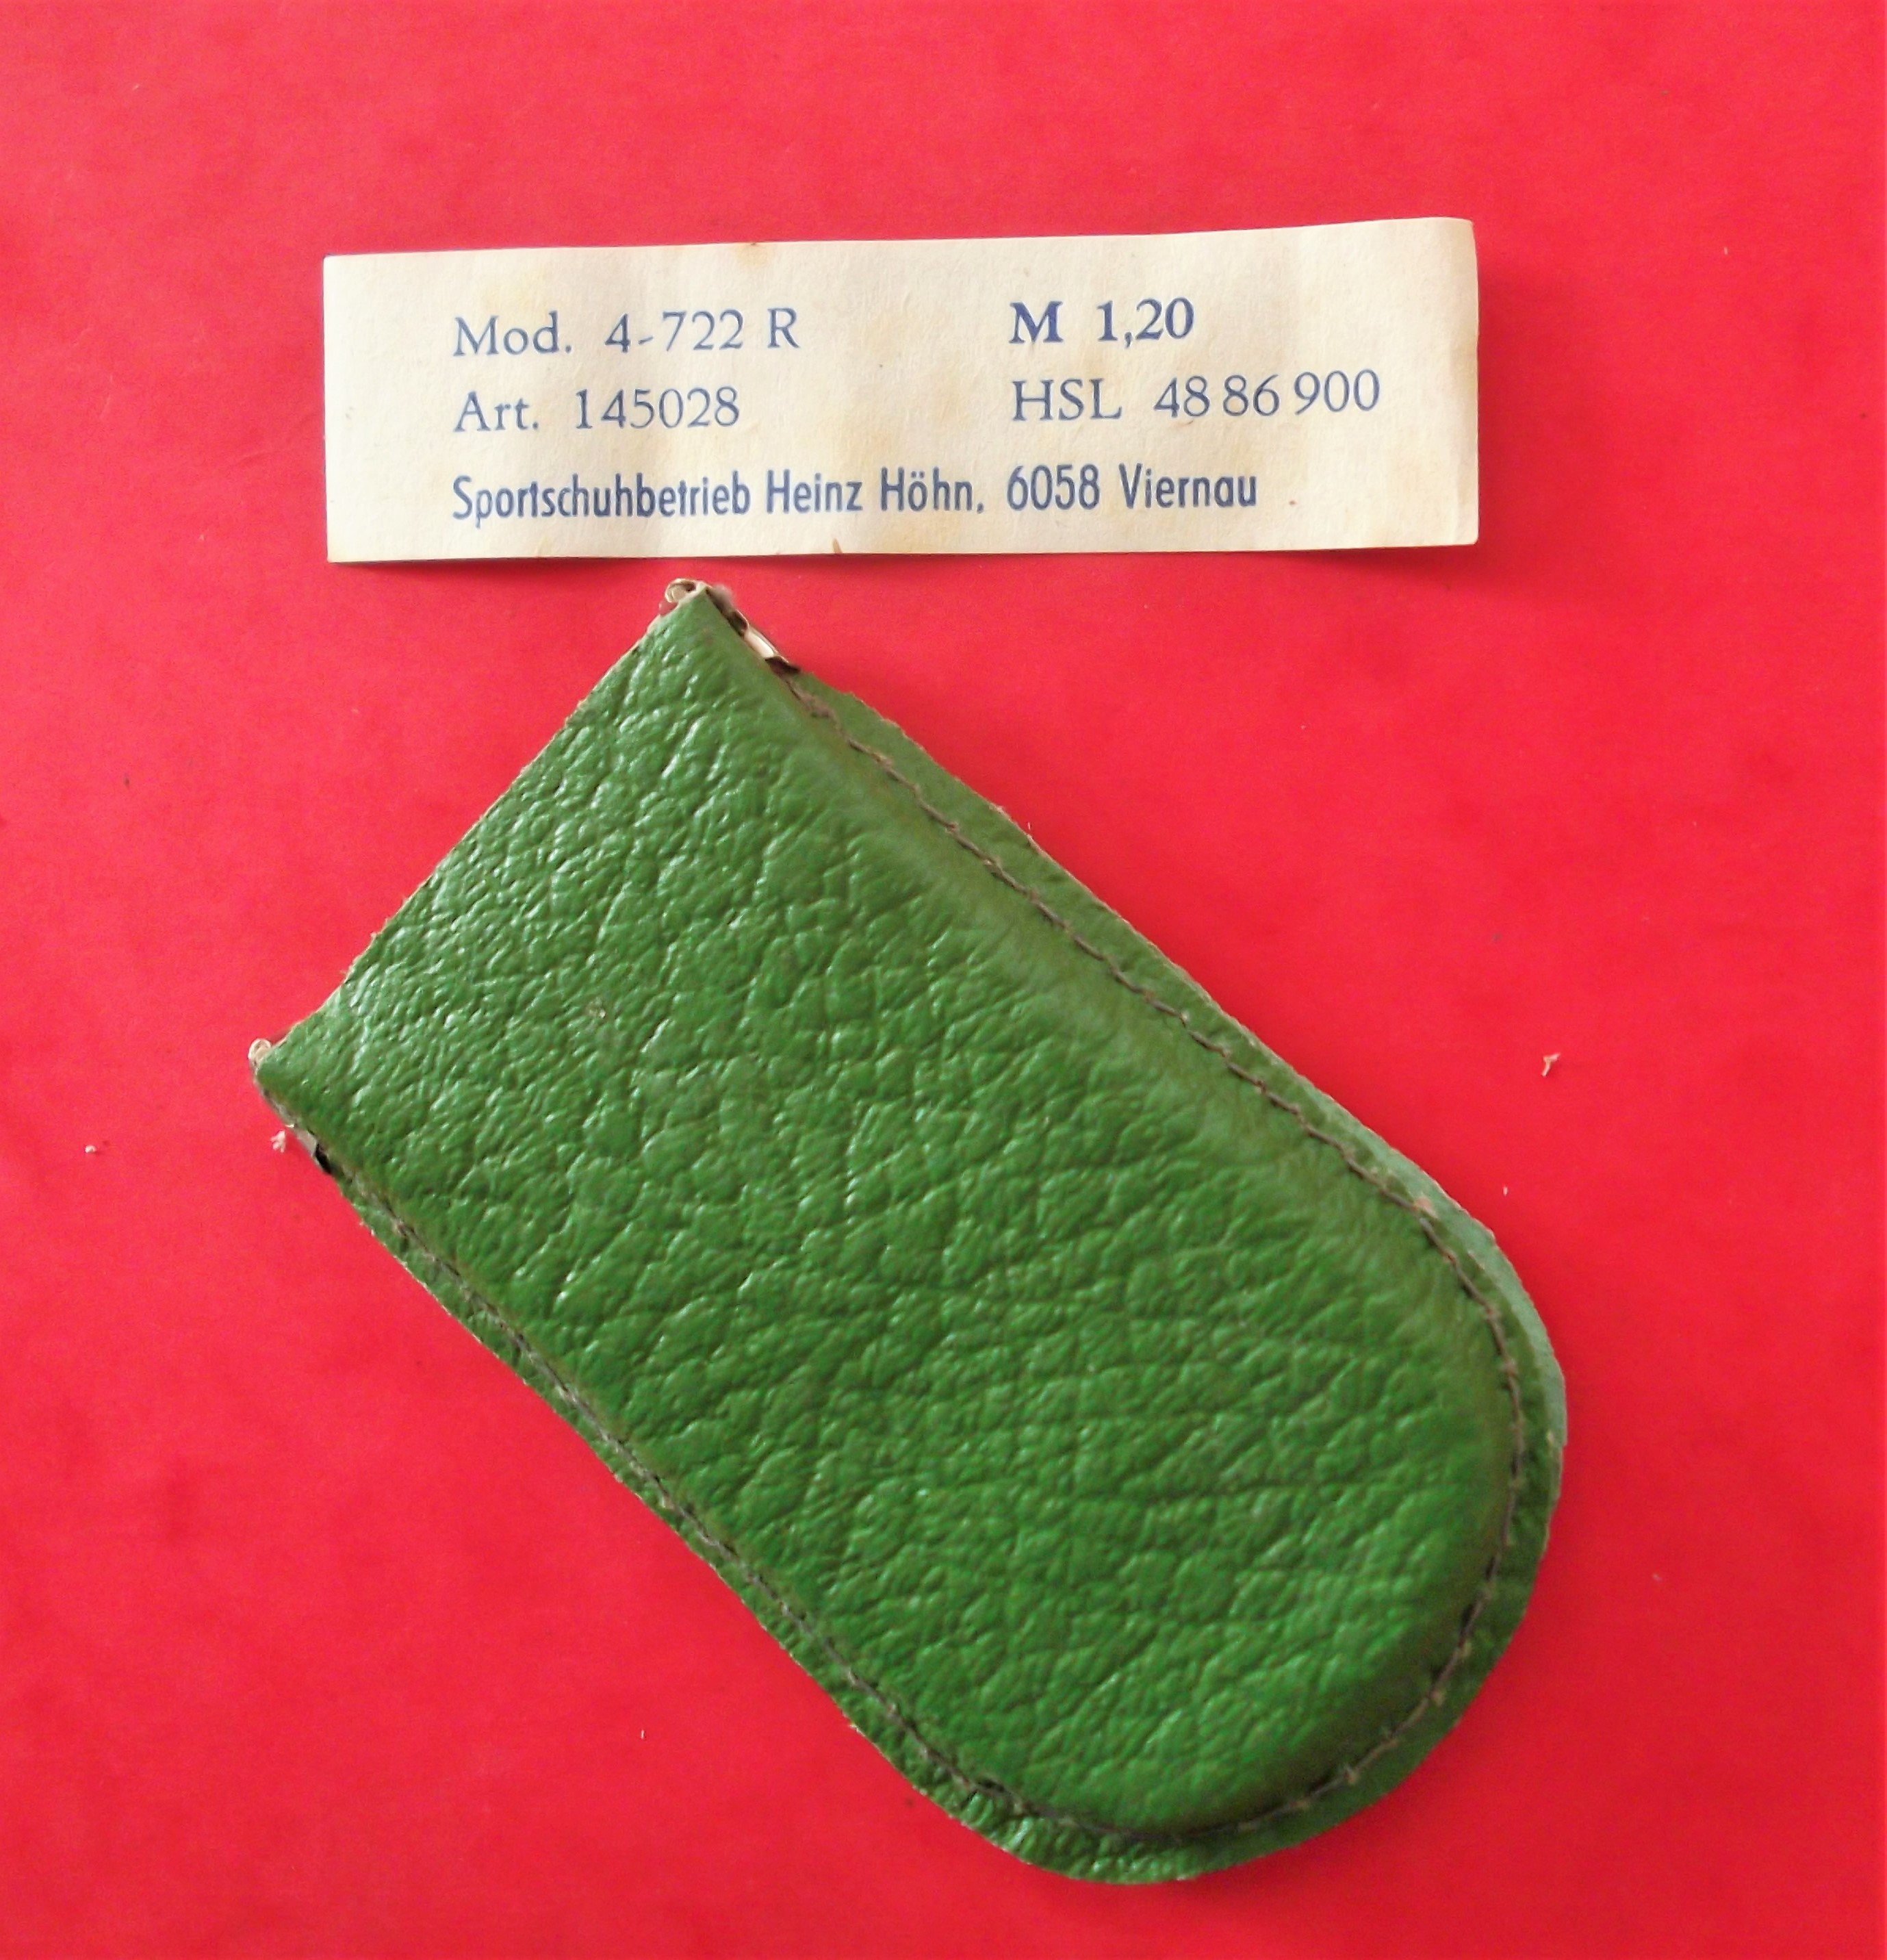 Mod. 4-722 R M 1,20
Art. 145028 HSL 48 86 900
Sportschuhbetrieb Heinz Höhn, 6058 Viernau